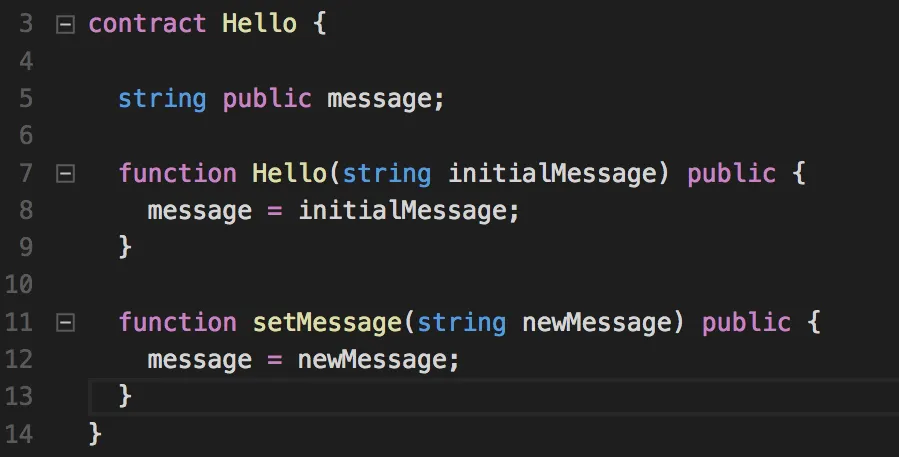 3 contract Hello {
4
5 string public message;
6
7 function Hello(string initialMessage) public {
8 message = initialMessage;
9 }
10
11 function setMessage(string newMessage) public {
12 message = newMessage;
13 }
14 }